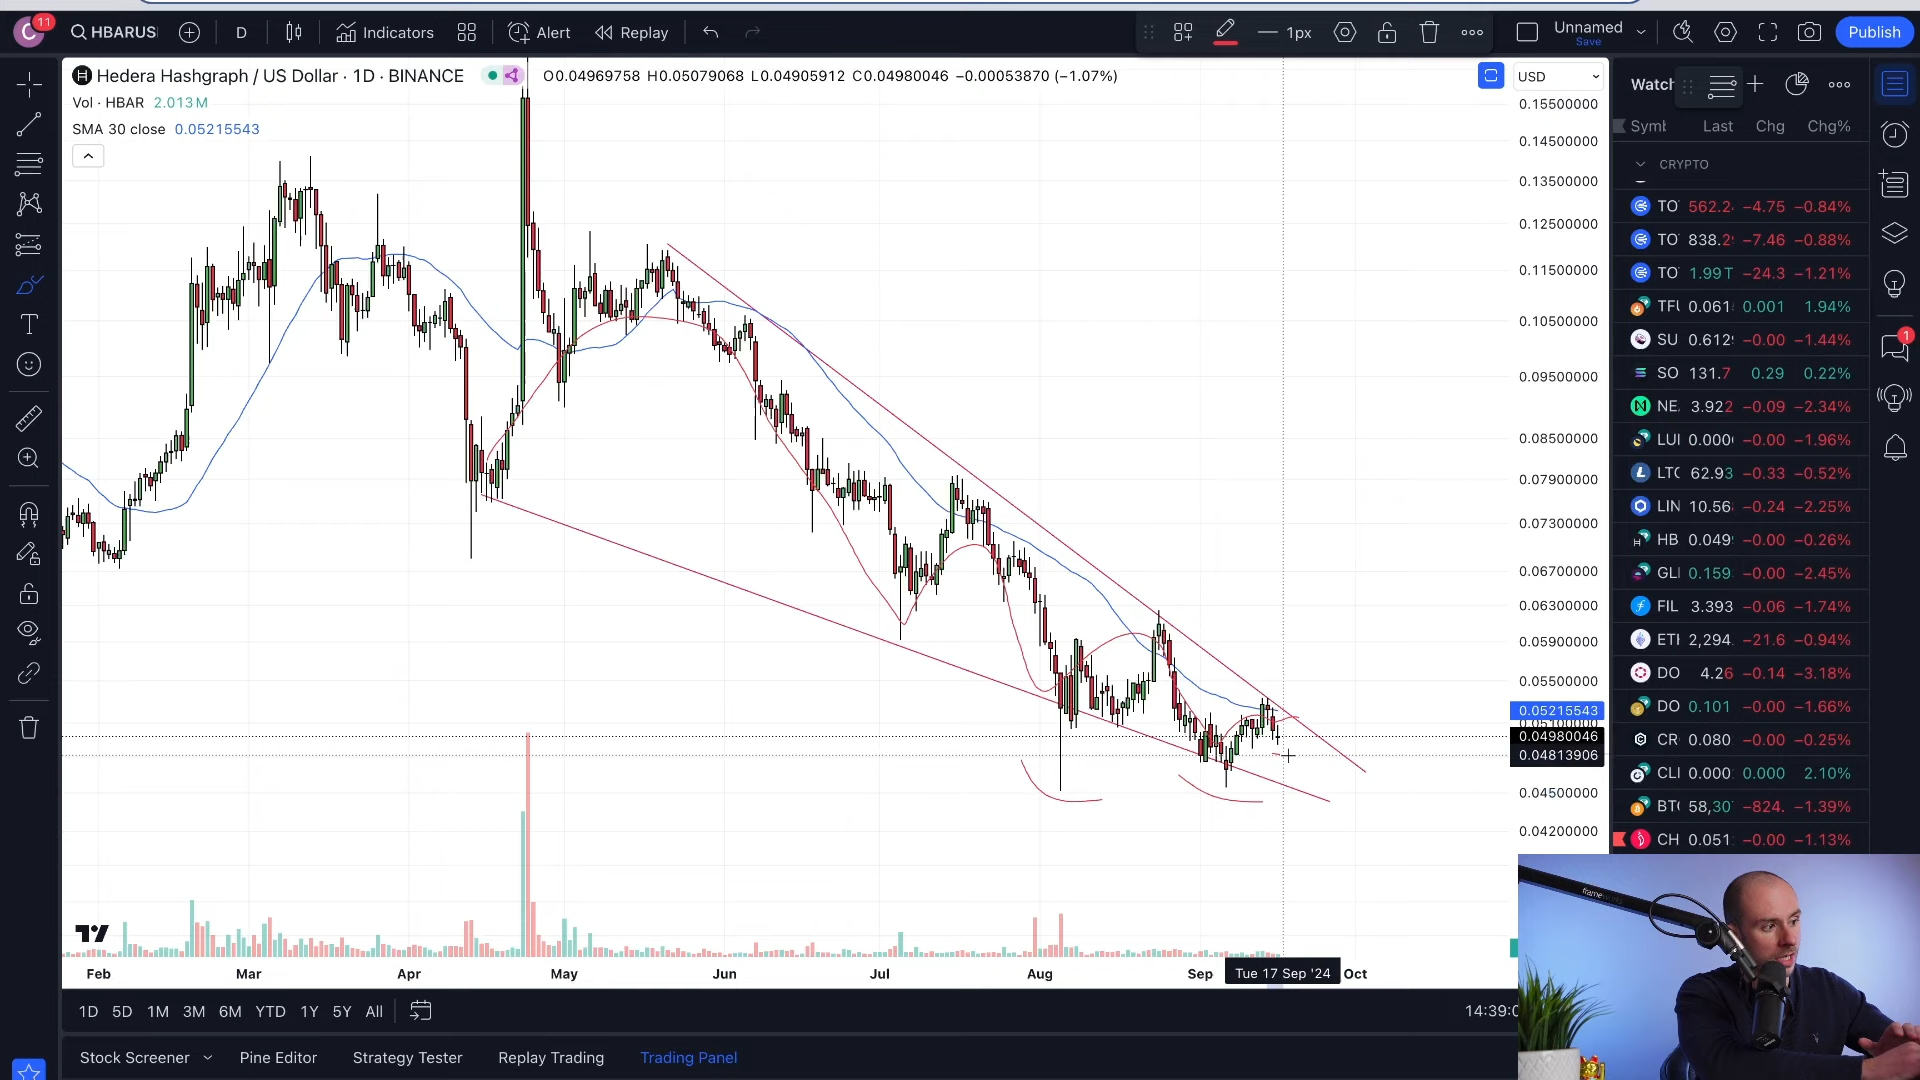 C 11 HBARUS D Indicators Alert Replay 1px Unnamed Save Publish
Hedera Hashgraph / US Dollar · 1D · BINANCE O0.04969758 H0.05079068 L0.04905912 C0.04980046 −0.00053870 (−1.07%) USD
Vol · HBAR 2.013M
SMA 30 close 0.05215543
0.15500000
0.14500000
0.13500000
0.12500000
0.11500000
0.10500000
0.09500000
0.08500000
0.07900000
0.07300000
0.06700000
0.06300000
0.05900000
0.05500000
0.05215543
0.05100000
0.04980046
0.04813906
0.04500000
0.04200000
Feb Mar Apr May Jun Jul Aug Sep Tue 17 Sep '24 Oct
1D 5D 1M 3M 6M YTD 1Y 5Y All 14:39:0
Stock Screener Pine Editor Strategy Tester Replay Trading Trading Panel
Watch
Last Chg Chg%
CRYPTO
TO 562.2 −4.75 −0.84%
TO 838.2 −7.46 −0.88%
TO 1.99T −24.3 −1.21%
TFU 0.061 0.001 1.94%
SU 0.612 −0.00 −1.44%
SO 131.7 0.29 0.22%
NE 3.922 −0.09 −2.34%
LU 0.000 −0.00 −1.96%
LTC 62.93 −0.33 −0.52%
LIN 10.56 −0.24 −2.25%
HB 0.049 −0.00 −0.26%
GL 0.159 −0.00 −2.45%
FIL 3.393 −0.06 −1.74%
ET 2,294 −21.6 −0.94%
DO 4.26 −0.14 −3.18%
DO 0.101 −0.00 −1.66%
CR 0.080 −0.00 −0.25%
CL 0.000 0.000 2.10%
BT 58,30 −824. −1.39%
CH 0.051 −0.00 −1.13%
1
frameworks